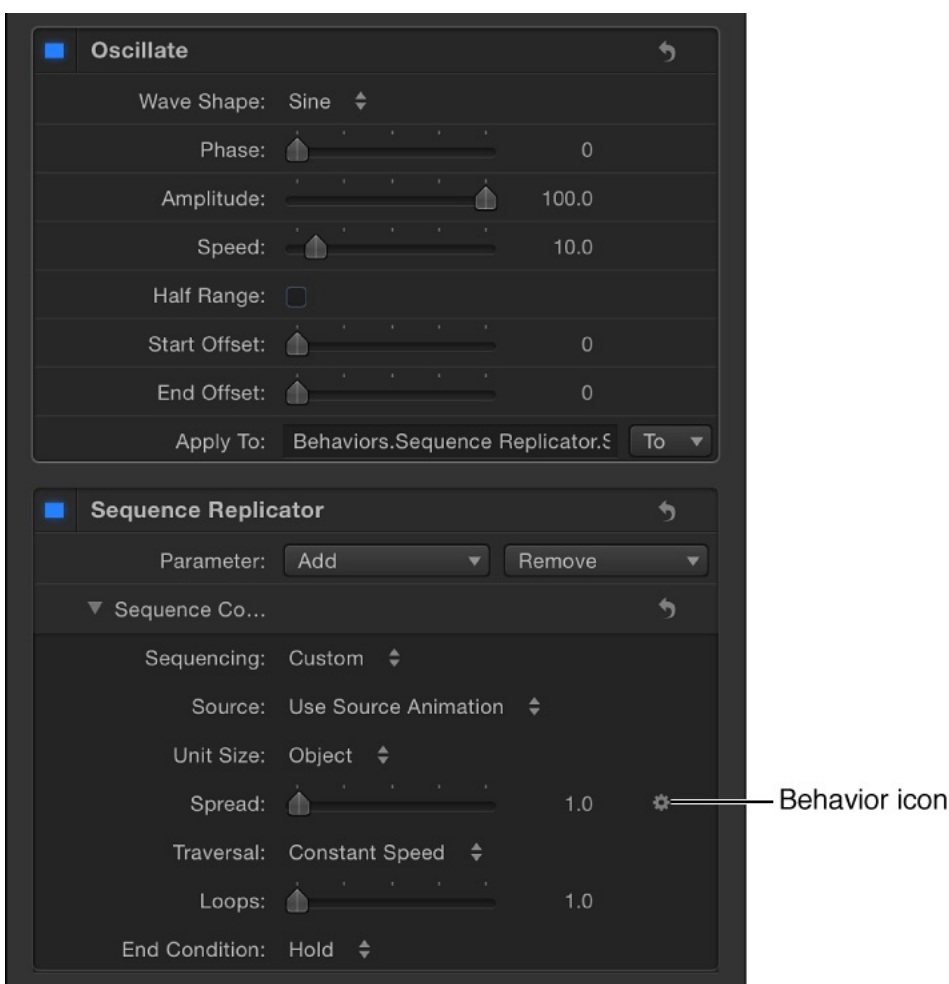 Oscillate
Wave Shape: Sine
Phase: 0
Amplitude: 100.0
Speed: 10.0
Half Range:
Start Offset: 0
End Offset: 0
Apply To: Behaviors.Sequence Replicator.S To
Sequence Replicator
Parameter: Add Remove
Sequence Co...
Sequencing: Custom
Source: Use Source Animation
Unit Size: Object
Spread: 1.0 Behavior icon
Traversal: Constant Speed
Loops: 1.0
End Condition: Hold